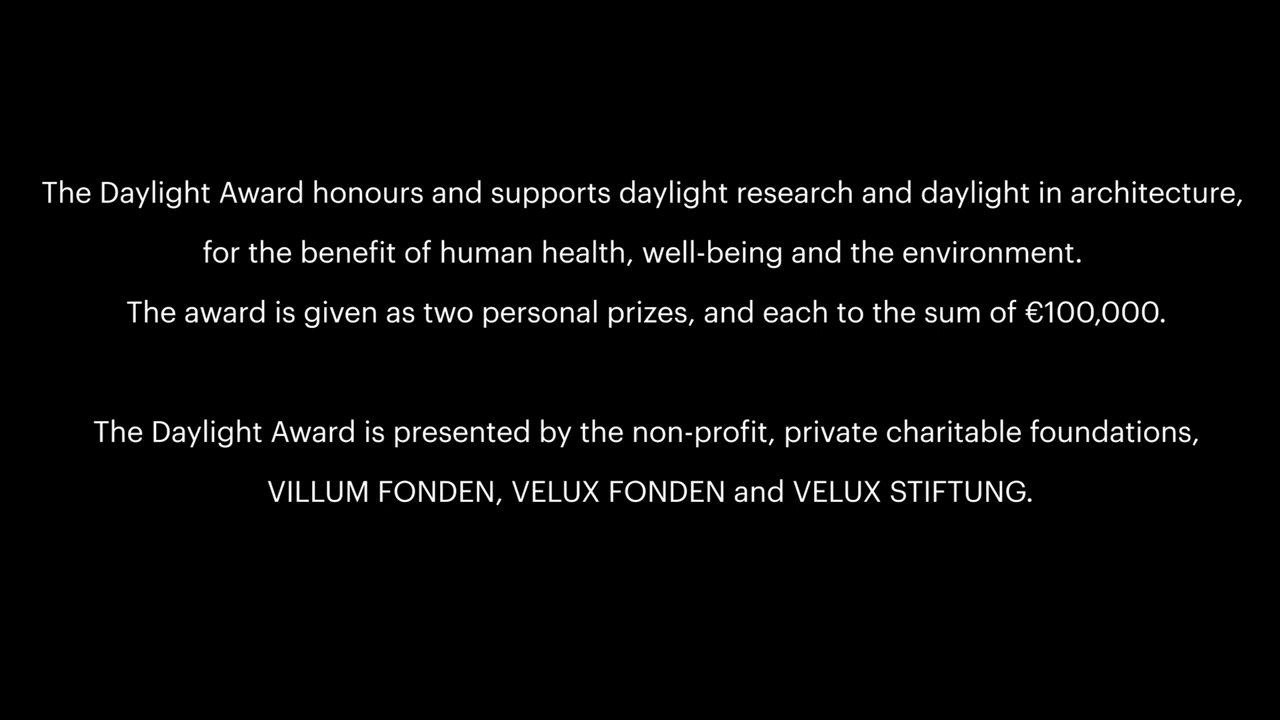 The Daylight Award honours and supports daylight research and daylight in architecture,
for the benefit of human health, well-being and the environment.
The award is given as two personal prizes, and each to the sum of €100,000.
The Daylight Award is presented by the non-profit, private charitable foundations,
VILLUM FONDEN, VELUX FONDEN and VELUX STIFTUNG.